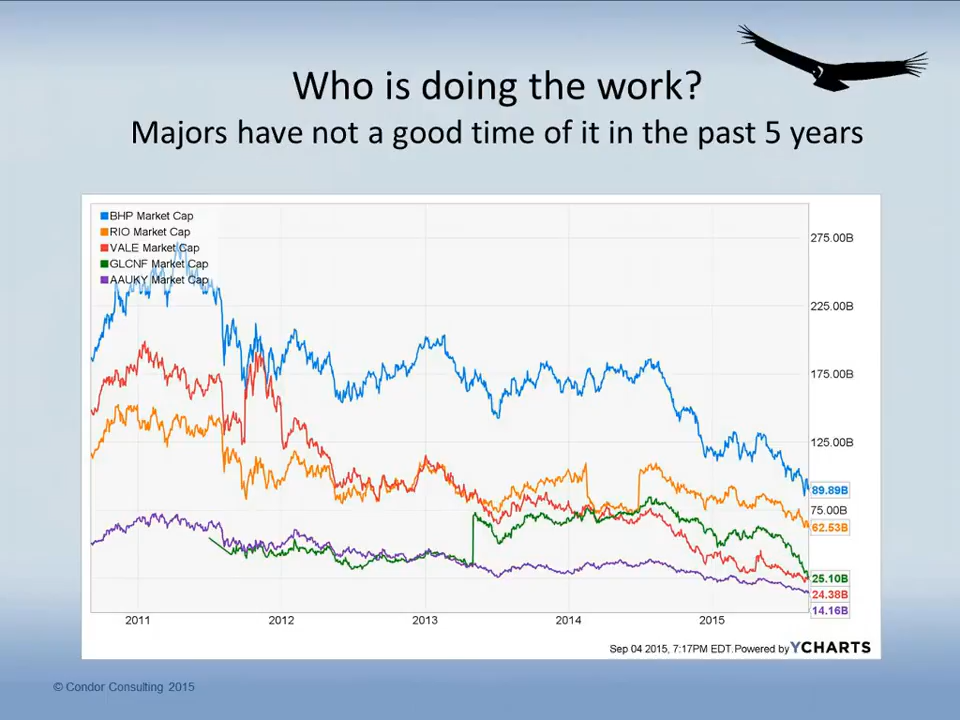 Who is doing the work?
Majors have not a good time of it in the past 5 years
BHP Market Cap
RIO Market Cap
VALE Market Cap
GLCNF Market Cap
AAUKY Market Cap
275.00B
225.00B
175.00B
125.00B
89.89B
75.00B
62.53B
25.10B
24.38B
14.16B
2011 2012 2013 2014 2015
Sep 04 2015, 7:17PM EDT. Powered by YCHARTS
© Condor Consulting 2015